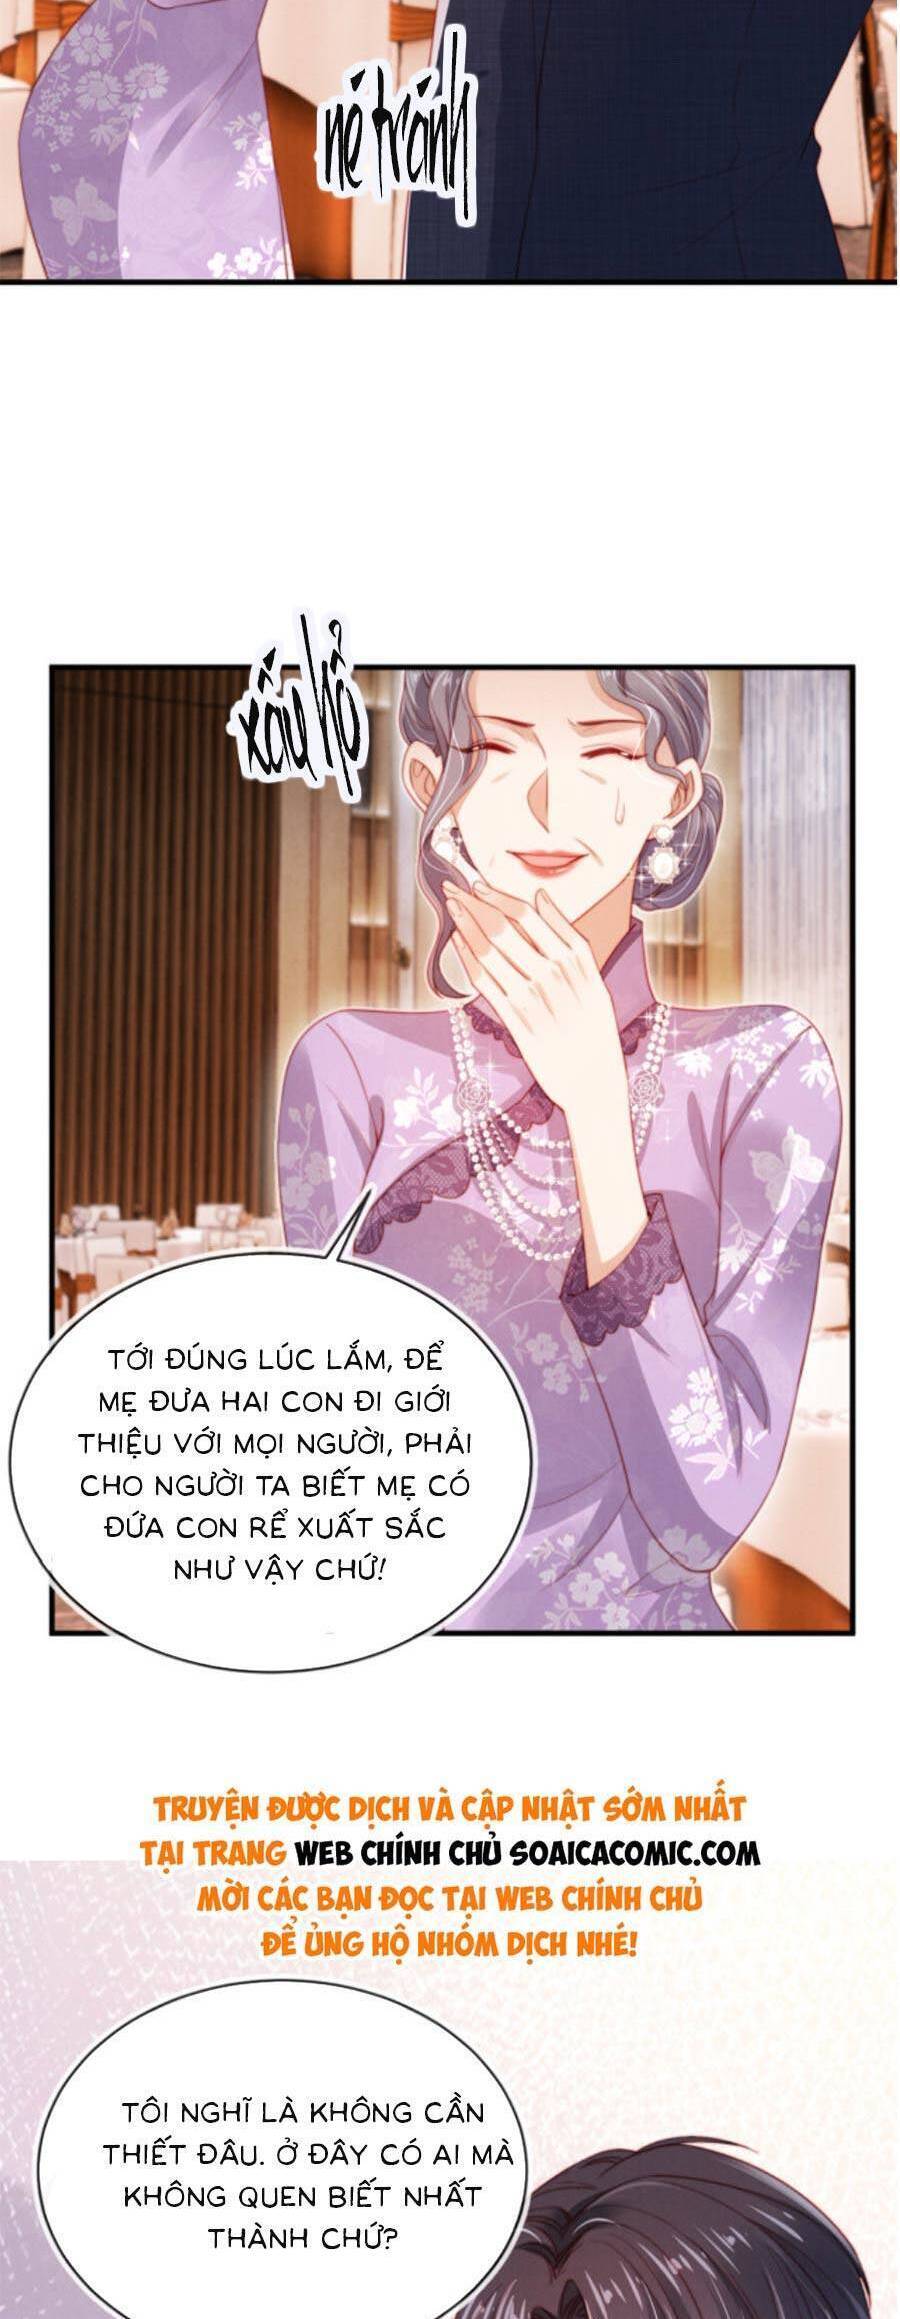 né tránh
xấu hổ
TỚI ĐÚNG LÚC LẮM, ĐỂ
MẸ ĐƯA HAI CON ĐI GIỚI
THIỆU VỚI MỌI NGƯỜI, PHẢI
CHO NGƯỜI TA BIẾT MẸ CÓ
ĐỨA CON RỂ XUẤT SẮC
NHƯ VẬY CHỨ!
TRUYỆN ĐƯỢC DỊCH VÀ CẬP NHẬT SỚM NHẤT
TẠI TRANG WEB CHÍNH CHỦ SOAICACOMIC.COM
MỜI CÁC BẠN ĐỌC TẠI WEB CHÍNH CHỦ
ĐỂ ỦNG HỘ NHÓM DỊCH NHÉ!
TÔI NGHĨ LÀ KHÔNG CẦN
THIẾT ĐÂU. Ở ĐÂY CÓ AI MÀ
KHÔNG QUEN BIẾT NHẤT
THÀNH CHỨ?